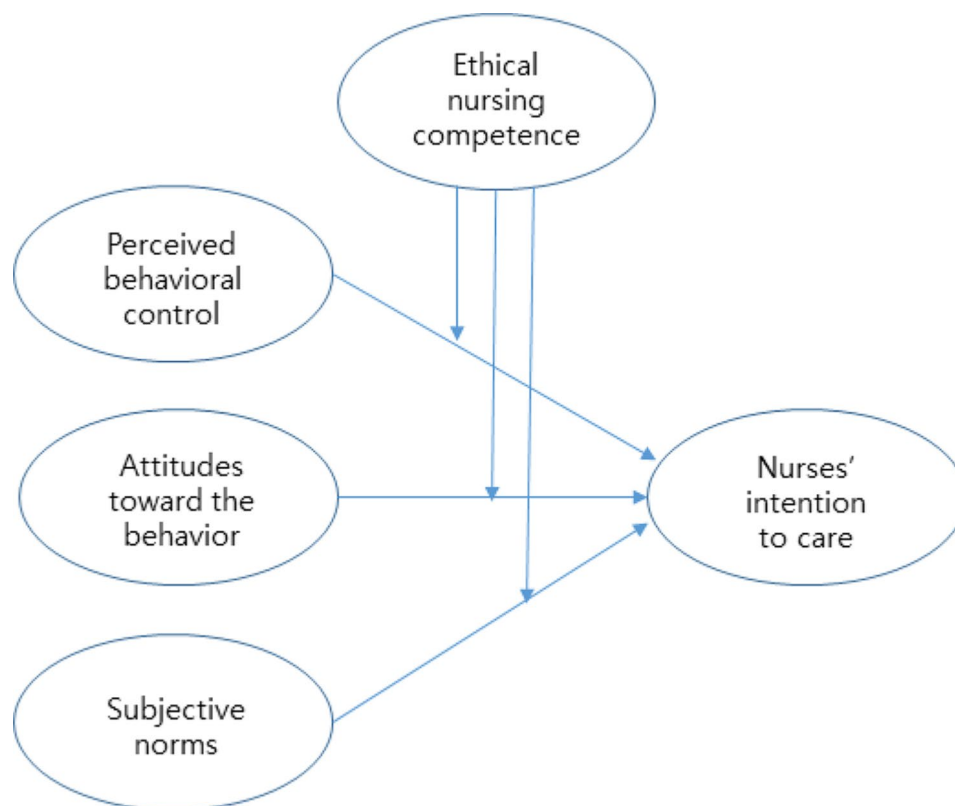 Ethical
nursing
competence
Perceived
behavioral
control
Attitudes
toward the
behavior
Nurses’
intention
to care
Subjective
norms